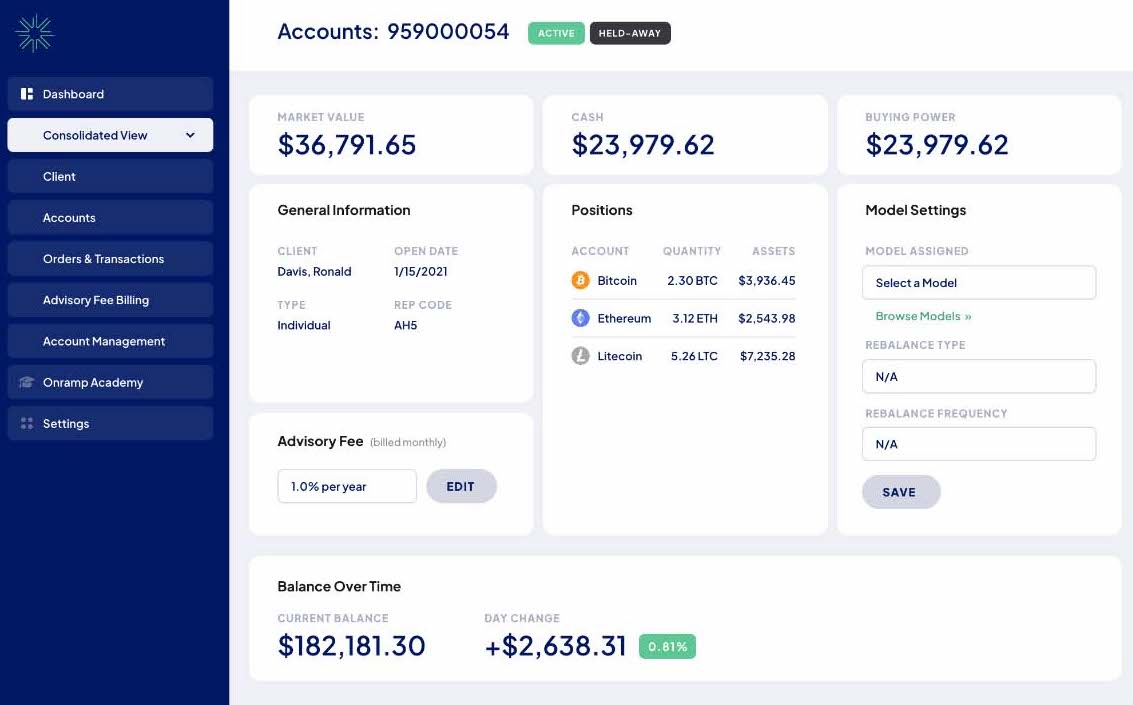 Accounts: 959000054 ACTIVE HELD-AWAY
Dashboard
Consolidated View
Client
Accounts
Orders & Transactions
Advisory Fee Billing
Account Management
Onramp Academy
Settings
MARKET VALUE
$36,791.65
CASH
$23,979.62
BUYING POWER
$23,979.62
General Information
CLIENT OPEN DATE
Davis, Ronald 1/15/2021
TYPE REP CODE
Individual AH5
Advisory Fee (billed monthly)
1.0% per year EDIT
Positions
ACCOUNT QUANTITY ASSETS
Bitcoin 2.30 BTC $3,936.45
Ethereum 3.12 ETH $2,543.98
Litecoin 5.26 LTC $7,235.28
Model Settings
MODEL ASSIGNED
Select a Model
Browse Models »
REBALANCE TYPE
N/A
REBALANCE FREQUENCY
N/A
SAVE
Balance Over Time
CURRENT BALANCE DAY CHANGE
$182,181.30 +$2,638.31 0.81%